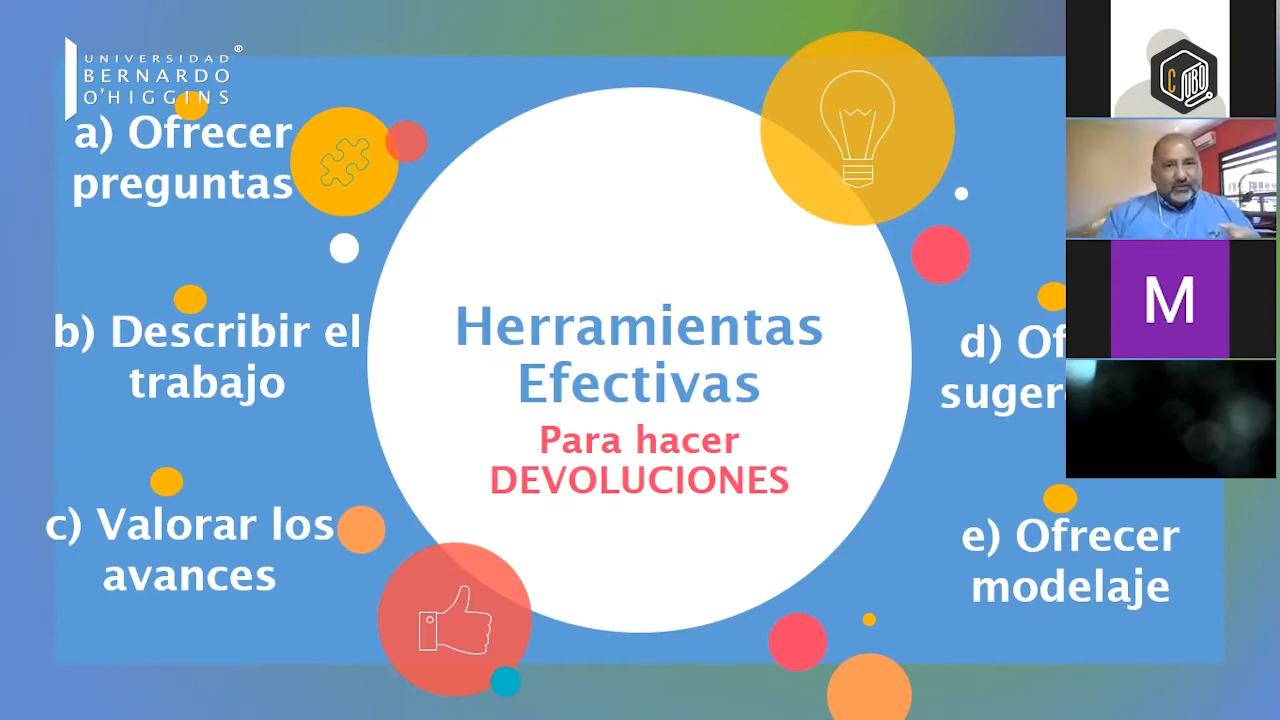 UNIVERSIDAD
BERNARDO
O'HIGGINS
®
a) Ofrecer
preguntas
b) Describir el
trabajo
c) Valorar los
avances
Herramientas
Efectivas
Para hacer
DEVOLUCIONES
d)
e) Ofrecer
modelaje
M